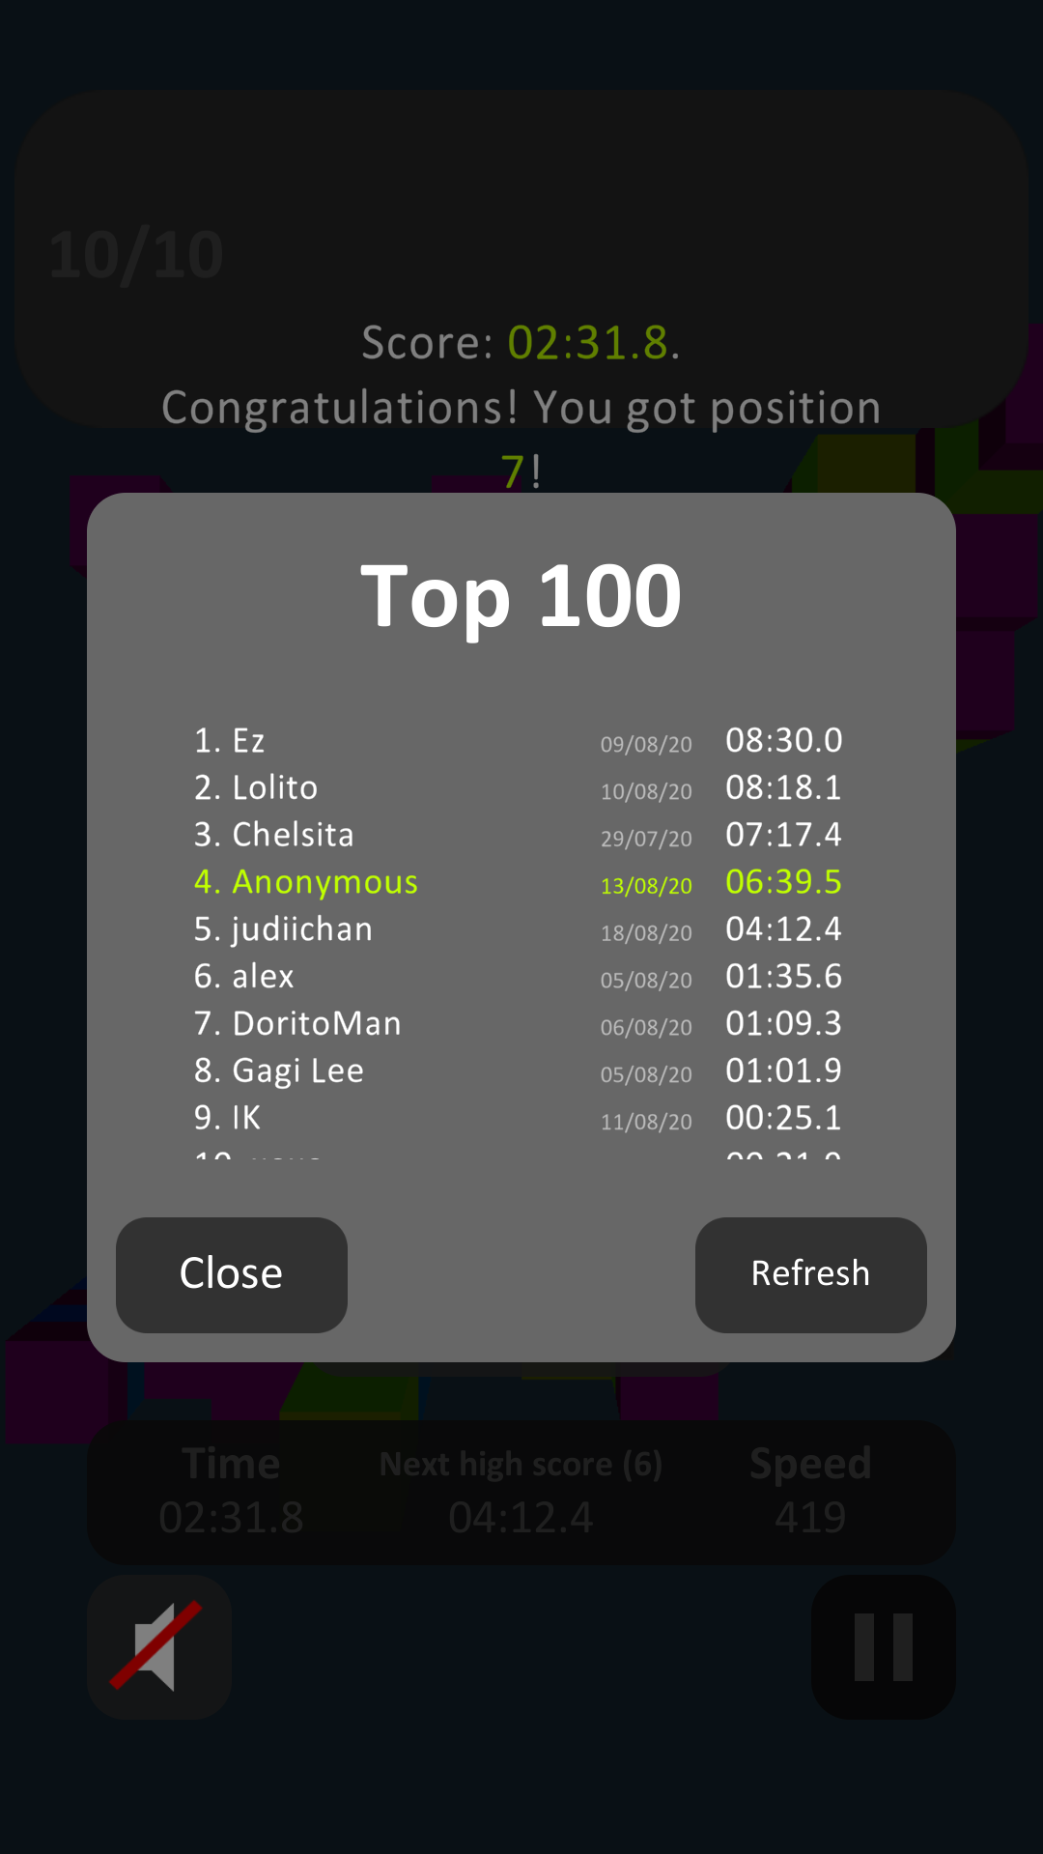 10/10
Score: 02:31.8.
Congratulations! You got position
7!
Top 100
1. Ez 09/08/20 08:30.0
2. Lolito 10/08/20 08:18.1
3. Chelsita 29/07/20 07:17.4
4. Anonymous 13/08/20 06:39.5
5. judiichan 18/08/20 04:12.4
6. alex 05/08/20 01:35.6
7. DoritoMan 06/08/20 01:09.3
8. Gagi Lee 05/08/20 01:01.9
9. IK 11/08/20 00:25.1
10.
Close Refresh
Time Next high score (6) Speed
02:31.8 04:12.4 419